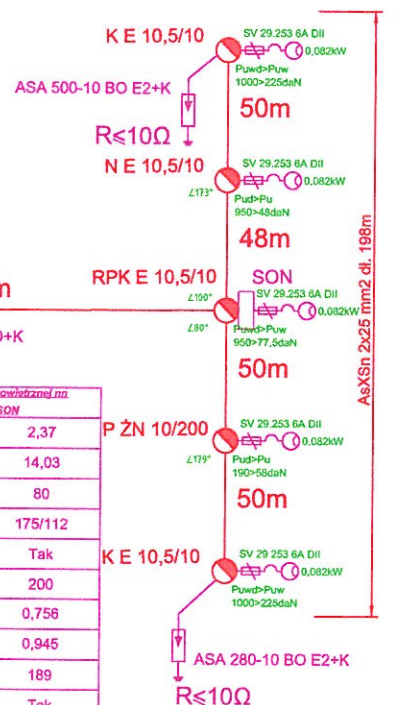 K E 10,5/10
SV 29.253 6A DII
0,082kW
Puwd>Puw
1000>225daN
ASA 500-10 BO E2+K
R≤10Ω
50m
N E 10,5/10
SV 29.253 6A DII
0,082kW
∠173°
Pud>Pu
950>48daN
48m
RPK E 10,5/10
SON
SV 29.253 6A DII
0,082kW
∠100°
∠80°
Puwd>Puw
950>77,5daN
m
+K
50m
AsXSn 2x25 mm2 dł. 198m
P ŻN 10/200
SV 29.253 6A DII
0,082kW
∠179°
Pud>Pu
190>58daN
50m
K E 10,5/10
SV 29 253 6A DII
0,082kW
Puwd>Puw
1000>225daN
ASA 280-10 BO E2+K
R≤10Ω
owietrznej nn
SON
2,37
14,03
80
175/112
Tak
200
0,756
0,945
189
Tak